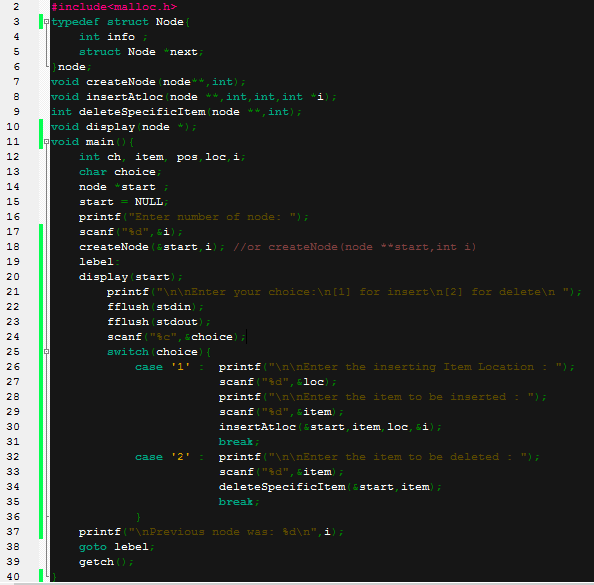 2 #include<malloc.h>
3 typedef struct Node{
4 int info ;
5 struct Node *next;
6 }node;
7 void createNode(node**,int);
8 void insertAtloc(node **,int,int,int *i);
9 int deleteSpecificItem(node **,int);
10 void display(node *);
11 void main(){
12 int ch, item, pos,loc,i;
13 char choice;
14 node *start ;
15 start = NULL;
16 printf("Enter number of node: ");
17 scanf("%d",&i);
18 createNode(&start,i); //or createNode(node **start,int i)
19 lebel:
20 display(start);
21 printf("\n\nEnter your choice:\n[1] for insert\n[2] for delete\n ");
22 fflush(stdin);
23 fflush(stdout);
24 scanf("%c",&choice);
25 switch(choice){
26 case '1' : printf("\n\nEnter the inserting Item Location : ");
27 scanf("%d",&loc);
28 printf("\n\nEnter the item to be inserted : ");
29 scanf("%d",&item);
30 insertAtloc(&start,item,loc,&i);
31 break;
32 case '2' : printf("\n\nEnter the item to be deleted : ");
33 scanf("%d",&item);
34 deleteSpecificItem(&start,item);
35 break;
36 }
37 printf("\nPrevious node was: %d\n",i);
38 goto lebel;
39 getch();
40 }